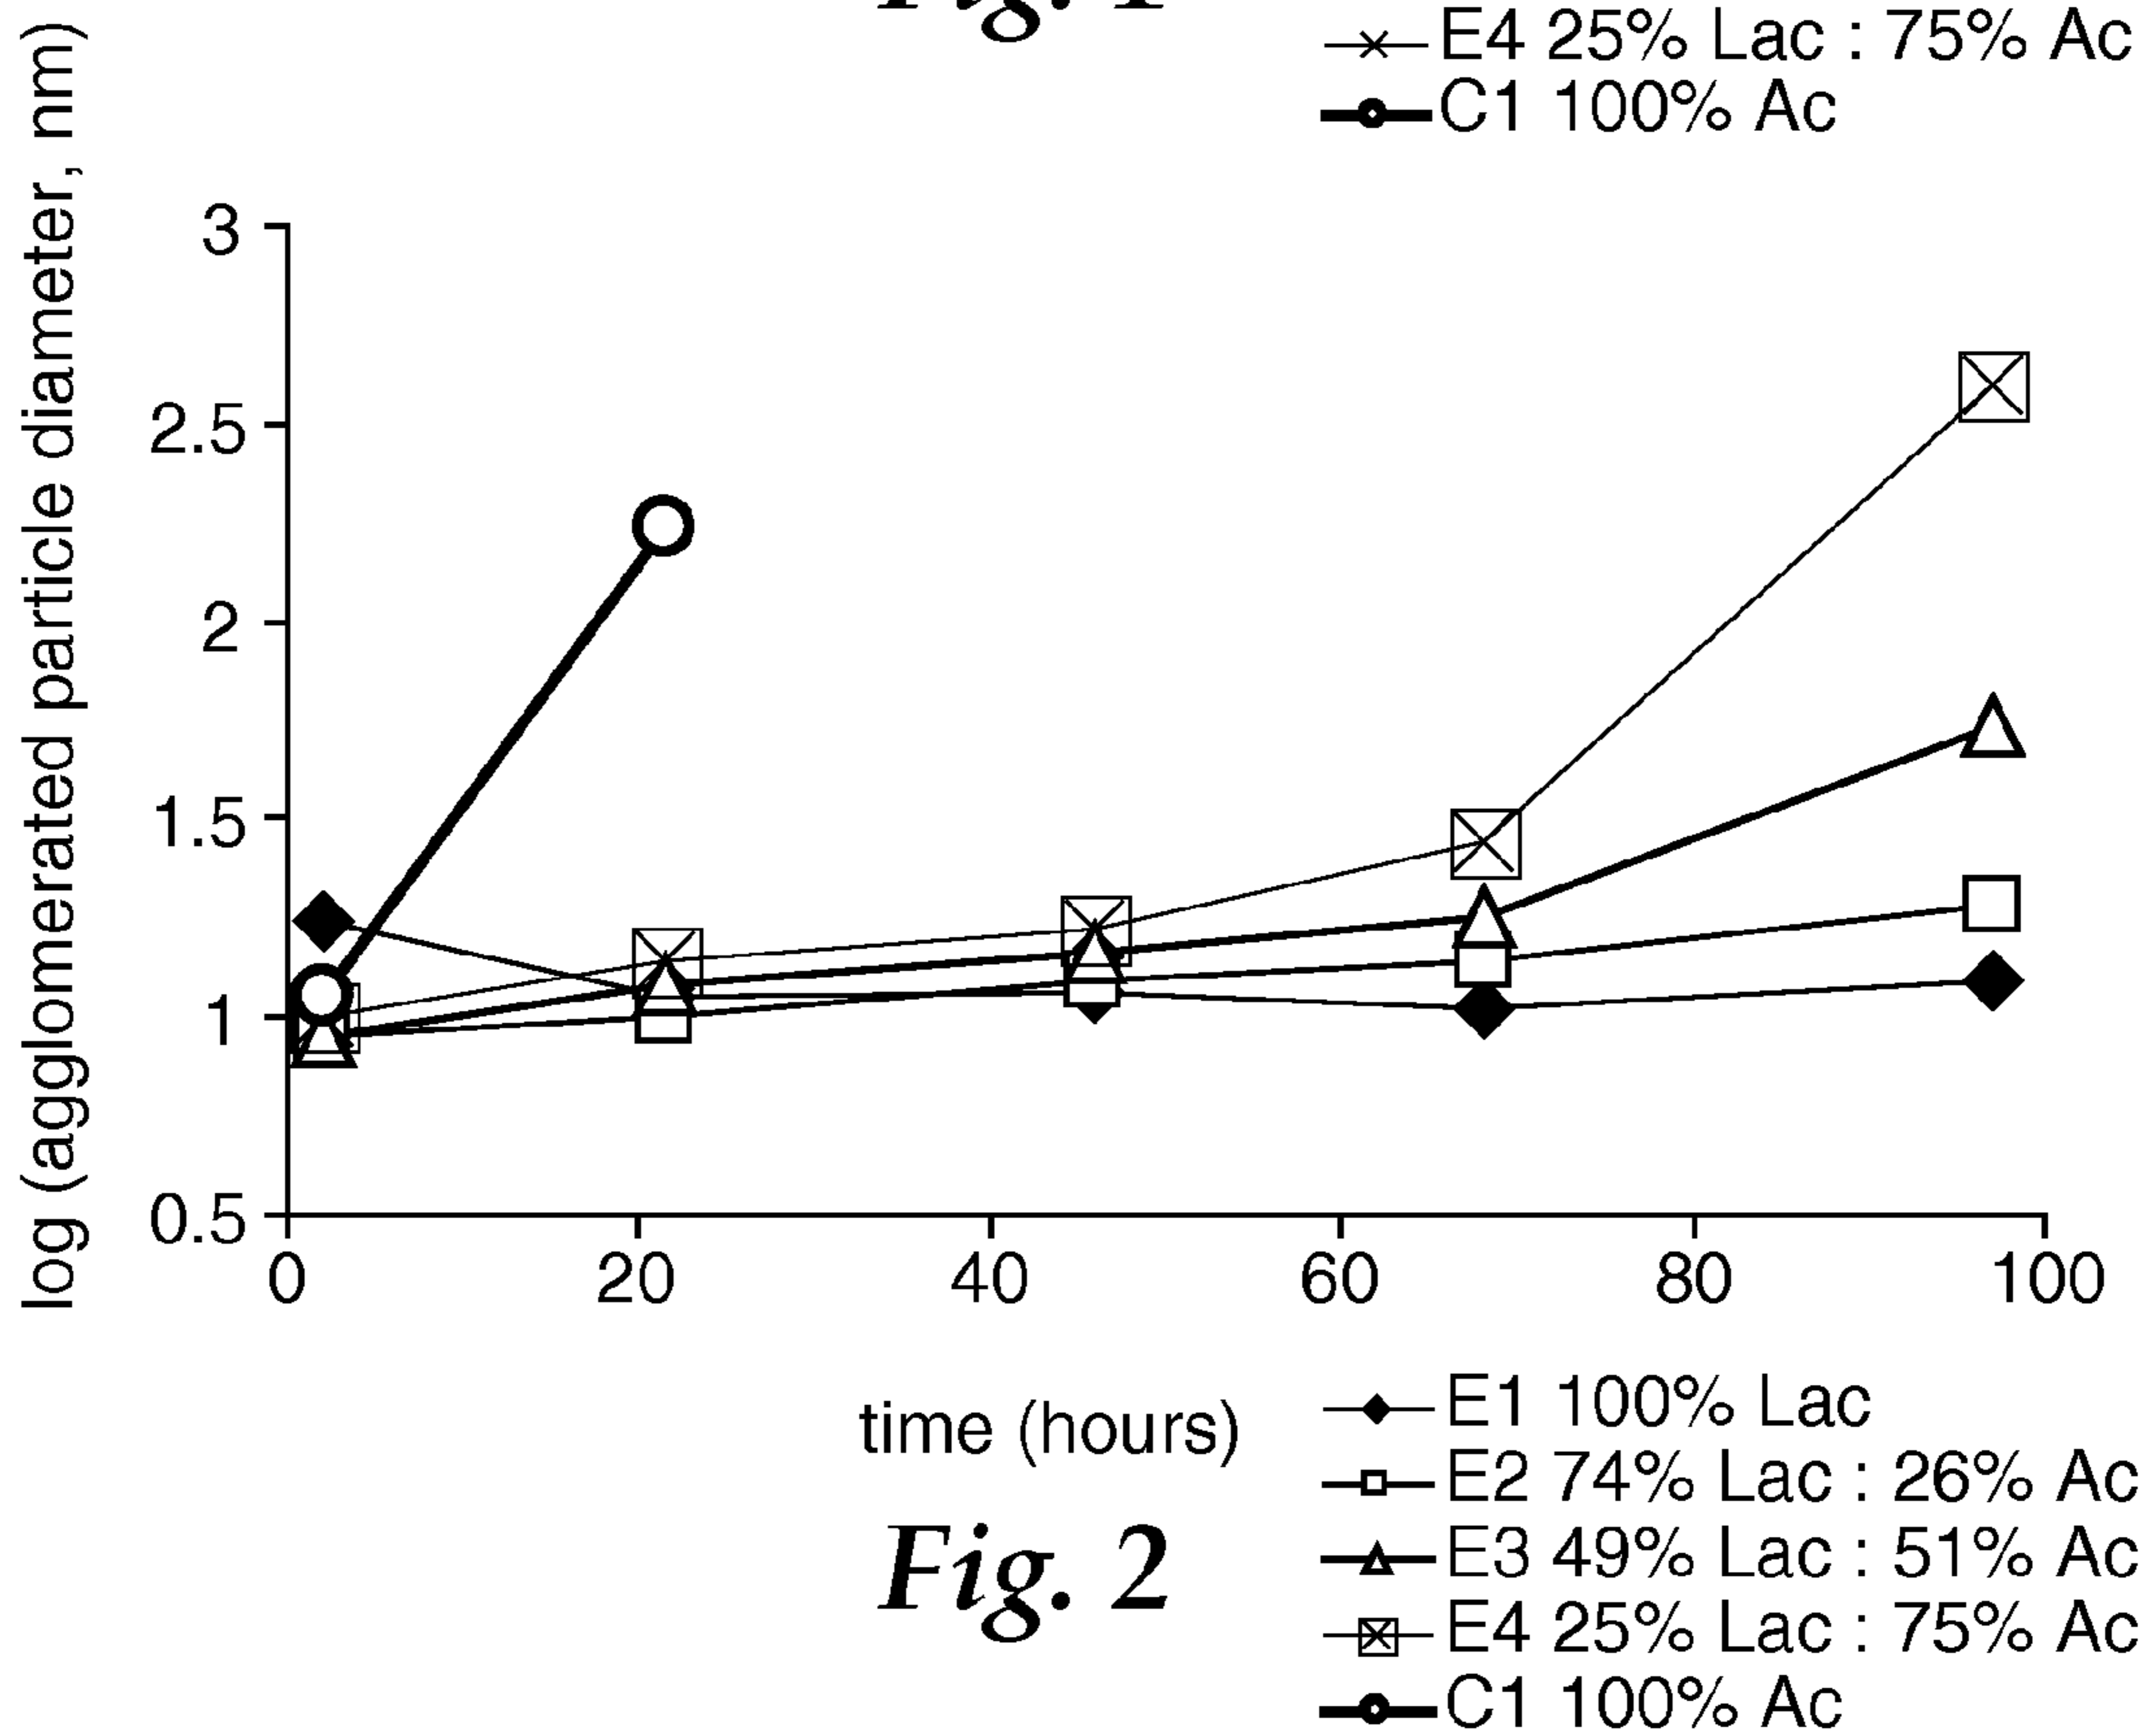 Fig. 1
E4 25% Lac : 75% Ac
C1 100% Ac
log (agglomerated particle diameter, nm)
3
2.5
2
1.5
1
0.5
0 20 40 60 80 100
time (hours)
E1 100% Lac
E2 74% Lac : 26% Ac
E3 49% Lac : 51% Ac
E4 25% Lac : 75% Ac
C1 100% Ac
Fig. 2